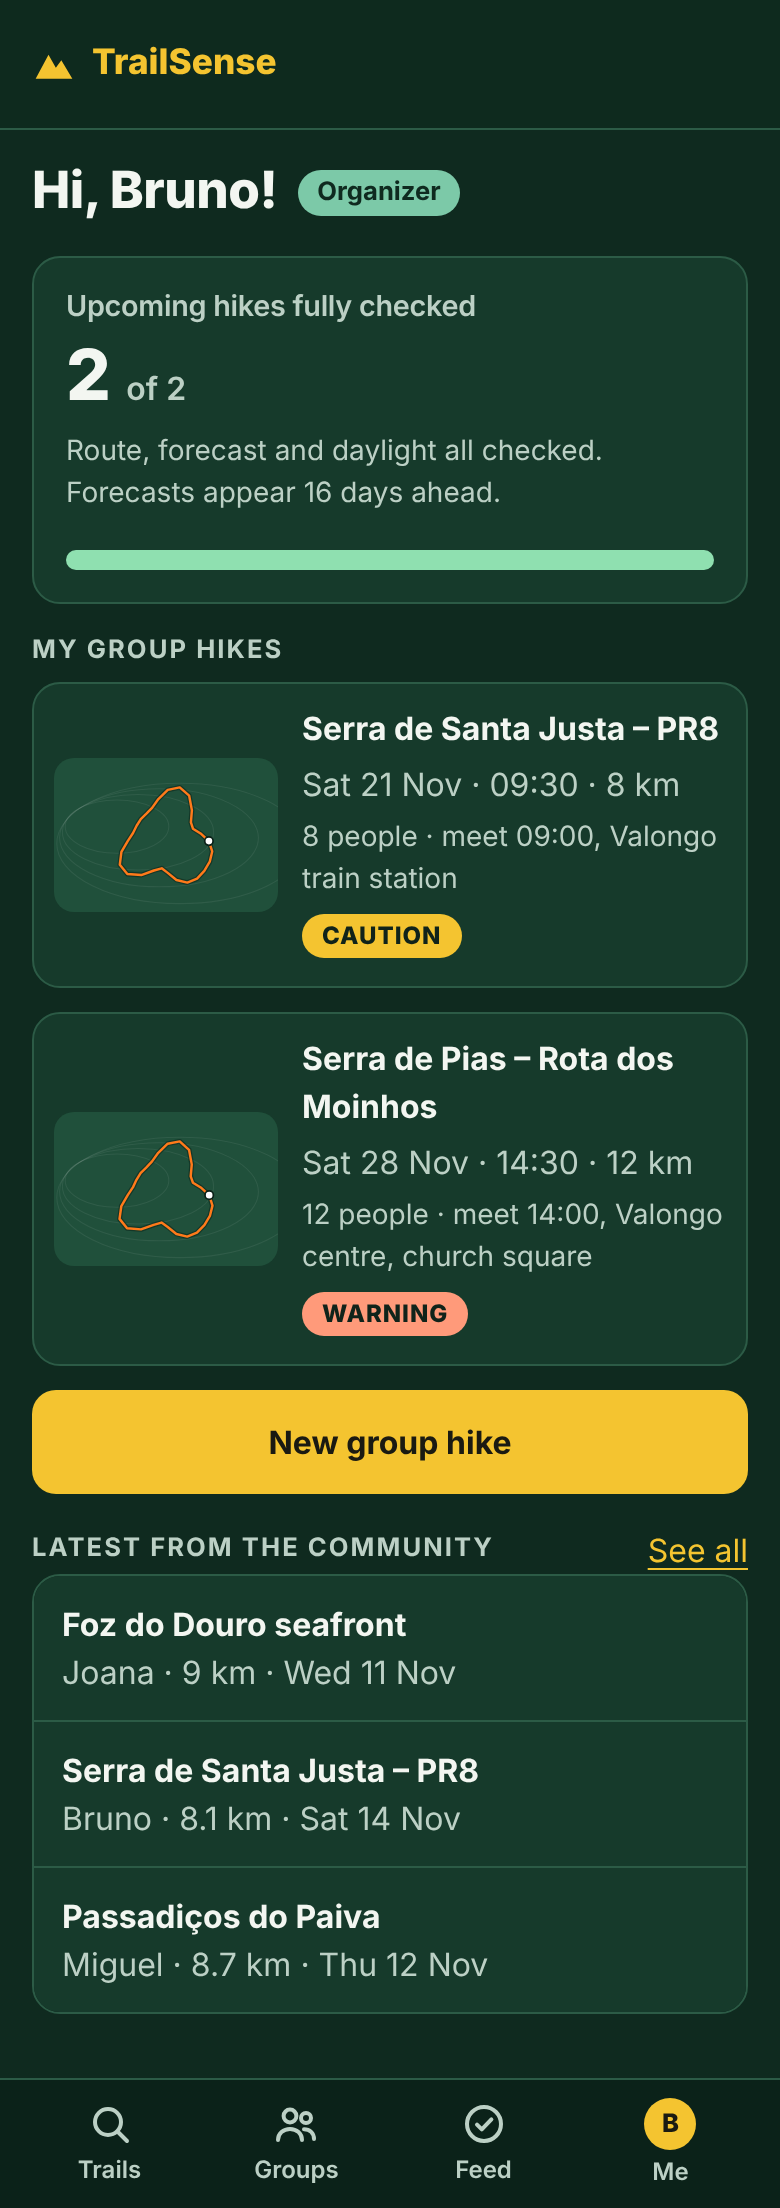 TrailSense
Hi, Bruno!
Organizer
Upcoming hikes fully checked
2 of 2
Route, forecast and daylight all checked.
Forecasts appear 16 days ahead.
MY GROUP HIKES
Serra de Santa Justa – PR8
Sat 21 Nov · 09:30 · 8 km
8 people · meet 09:00, Valongo
train station
CAUTION
Serra de Pias – Rota dos
Moinhos
Sat 28 Nov · 14:30 · 12 km
12 people · meet 14:00, Valongo
centre, church square
WARNING
New group hike
LATEST FROM THE COMMUNITY
See all
Foz do Douro seafront
Joana · 9 km · Wed 11 Nov
Serra de Santa Justa – PR8
Bruno · 8.1 km · Sat 14 Nov
Passadiços do Paiva
Miguel · 8.7 km · Thu 12 Nov
Trails
Groups
Feed
B
Me